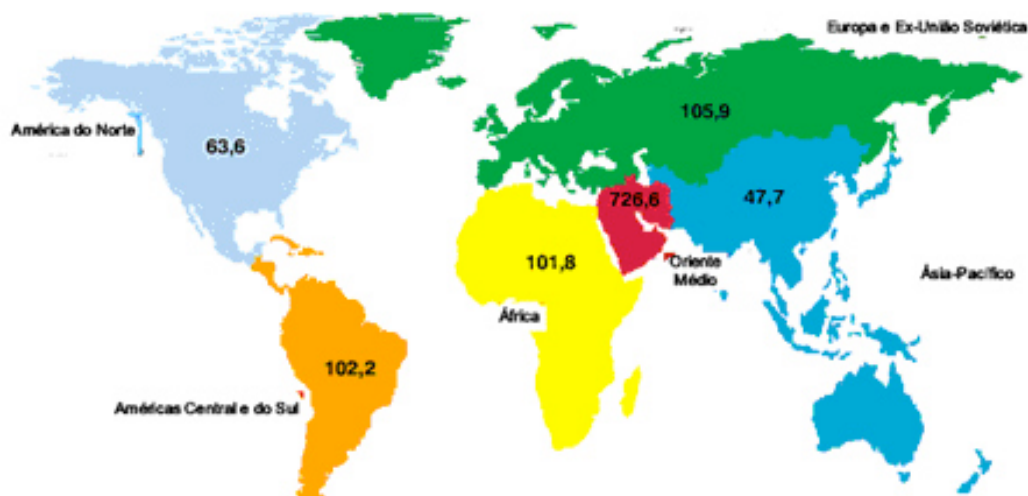 Europa e Ex-União Soviética
América do Norte
105,9
63,6
726,6
47,7
101,8
Oriente
Médio
Ásia-Pacífico
África
102,2
Américas Central e do Sul